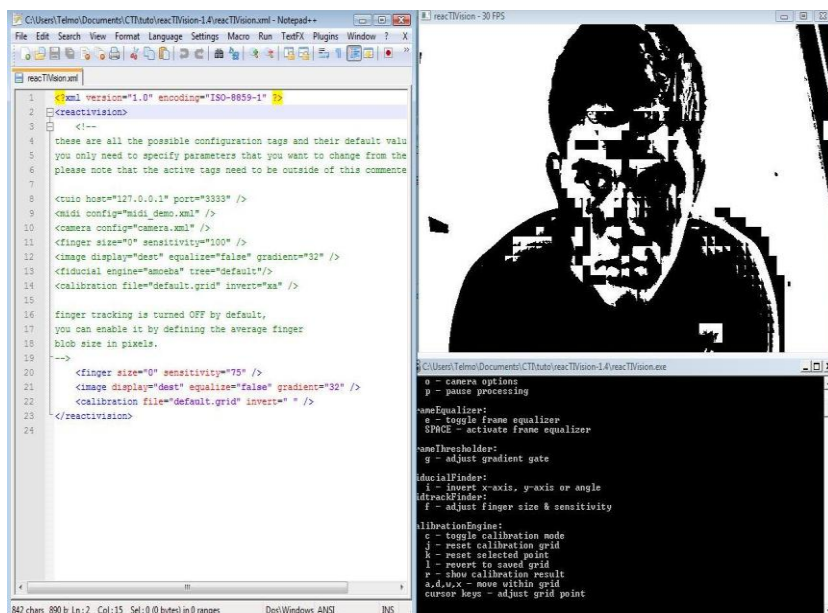 C:\Users\Telmo\Documents\CTI\tuto\reacTIVision-1.4\reacTIVision.xml - Notepad++
File Edit Search View Format Language Settings Macro Run TextFX Plugins Window ? X
reacTIVision.xml
1 <?xml version="1.0" encoding="ISO-8859-1" ?>
2 <reactivision>
3 <!--
4 these are all the possible configuration tags and their default valu
5 you only need to specify parameters that you want to change from the
6 please note that the active tags need to be outside of this commente
7
8 <tuio host="127.0.0.1" port="3333" />
9 <midi config="midi_demo.xml" />
10 <camera config="camera.xml" />
11 <finger size="0" sensitivity="100" />
12 <image display="dest" equalize="false" gradient="32" />
13 <fiducial engine="amoeba" tree="default"/>
14 <calibration file="default.grid" invert="xa" />
15
16 finger tracking is turned OFF by default,
17 you can enable it by defining the average finger
18 blob size in pixels.
19 -->
20 <finger size="0" sensitivity="75" />
21 <image display="dest" equalize="false" gradient="32" />
22 <calibration file="default.grid" invert=" " />
23 </reactivision>
24
842 chars 890 b Ln : 2 Col : 15 Sel : 0 (0 bytes) in 0 ranges Dos\Windows ANSI INS
reacTIVision - 30 FPS
C:\Users\Telmo\Documents\CTI\tuto\reacTIVision-1.4\reacTIVision.exe
o - camera options
p - pause processing
rameEqualizer:
e - toggle frame equalizer
SPACE - activate frame equalizer
rameThresholder:
g - adjust gradient gate
iducialFinder:
i - invert x-axis, y-axis or angle
idtrackFinder:
f - adjust finger size & sensitivity
alibrationEngine:
c - toggle calibration mode
j - reset calibration grid
k - reset selected point
l - revert to saved grid
r - show calibration result
a,d,w,x - move within grid
cursor keys - adjust grid point